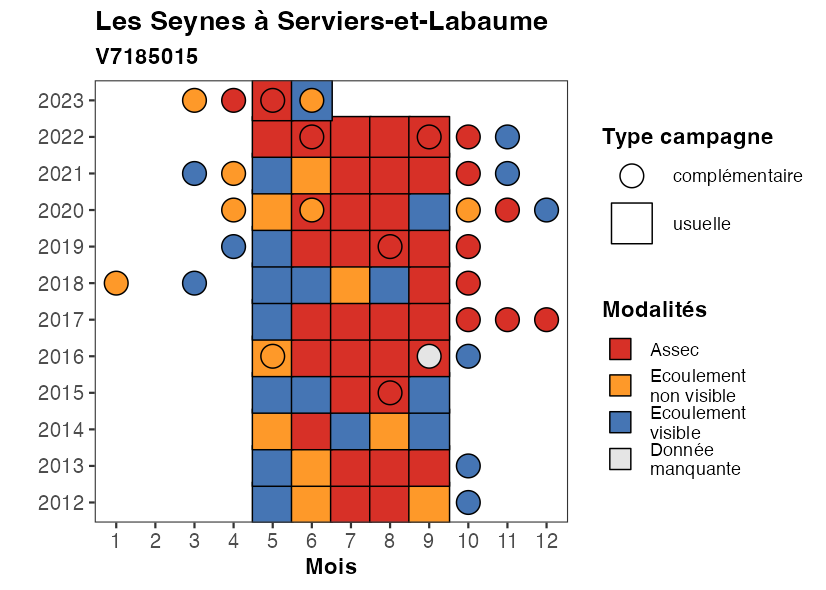 Les Seynes à Serviers-et-Labaume
V7185015
2023
2022
2021
2020
2019
2018
2017
2016
2015
2014
2013
2012
1 2 3 4 5 6 7 8 9 10 11 12
Mois
Type campagne
complémentaire
usuelle
Modalités
Assec
Ecoulement
non visible
Ecoulement
visible
Donnée
manquante